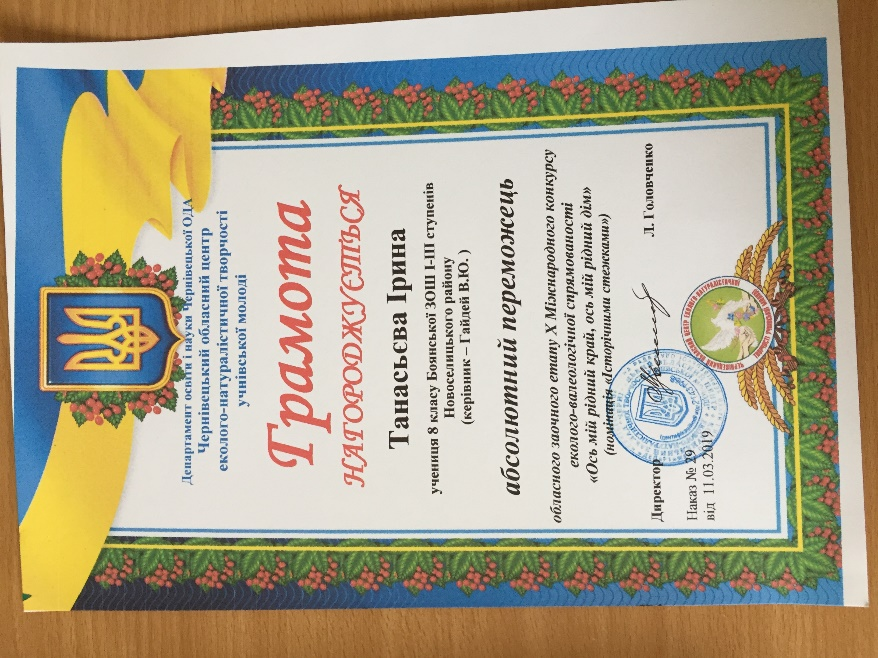 Департамент освіти і науки Чернівецької ОДА
Чернівецький обласний центр
еколого-натуралістичної творчості
учнівської молоді
Грамота
НАГОРОДЖУЄТЬСЯ
Танасьєва Ірина
учениця 8 класу Боянської ЗОШ І-ІІІ ступенів
Новоселицького району
(керівник – Гайдей В.Ю. )
абсолютний переможець
обласного заочного етапу Х Міжнародного конкурсу
еколого-валеологічної спрямованості
«Ось мій рідний край, ось мій рідний дім»
(номінація «Історичними стежками»)
Директор Л. Головченко
Наказ № 29
від 11.03.2019